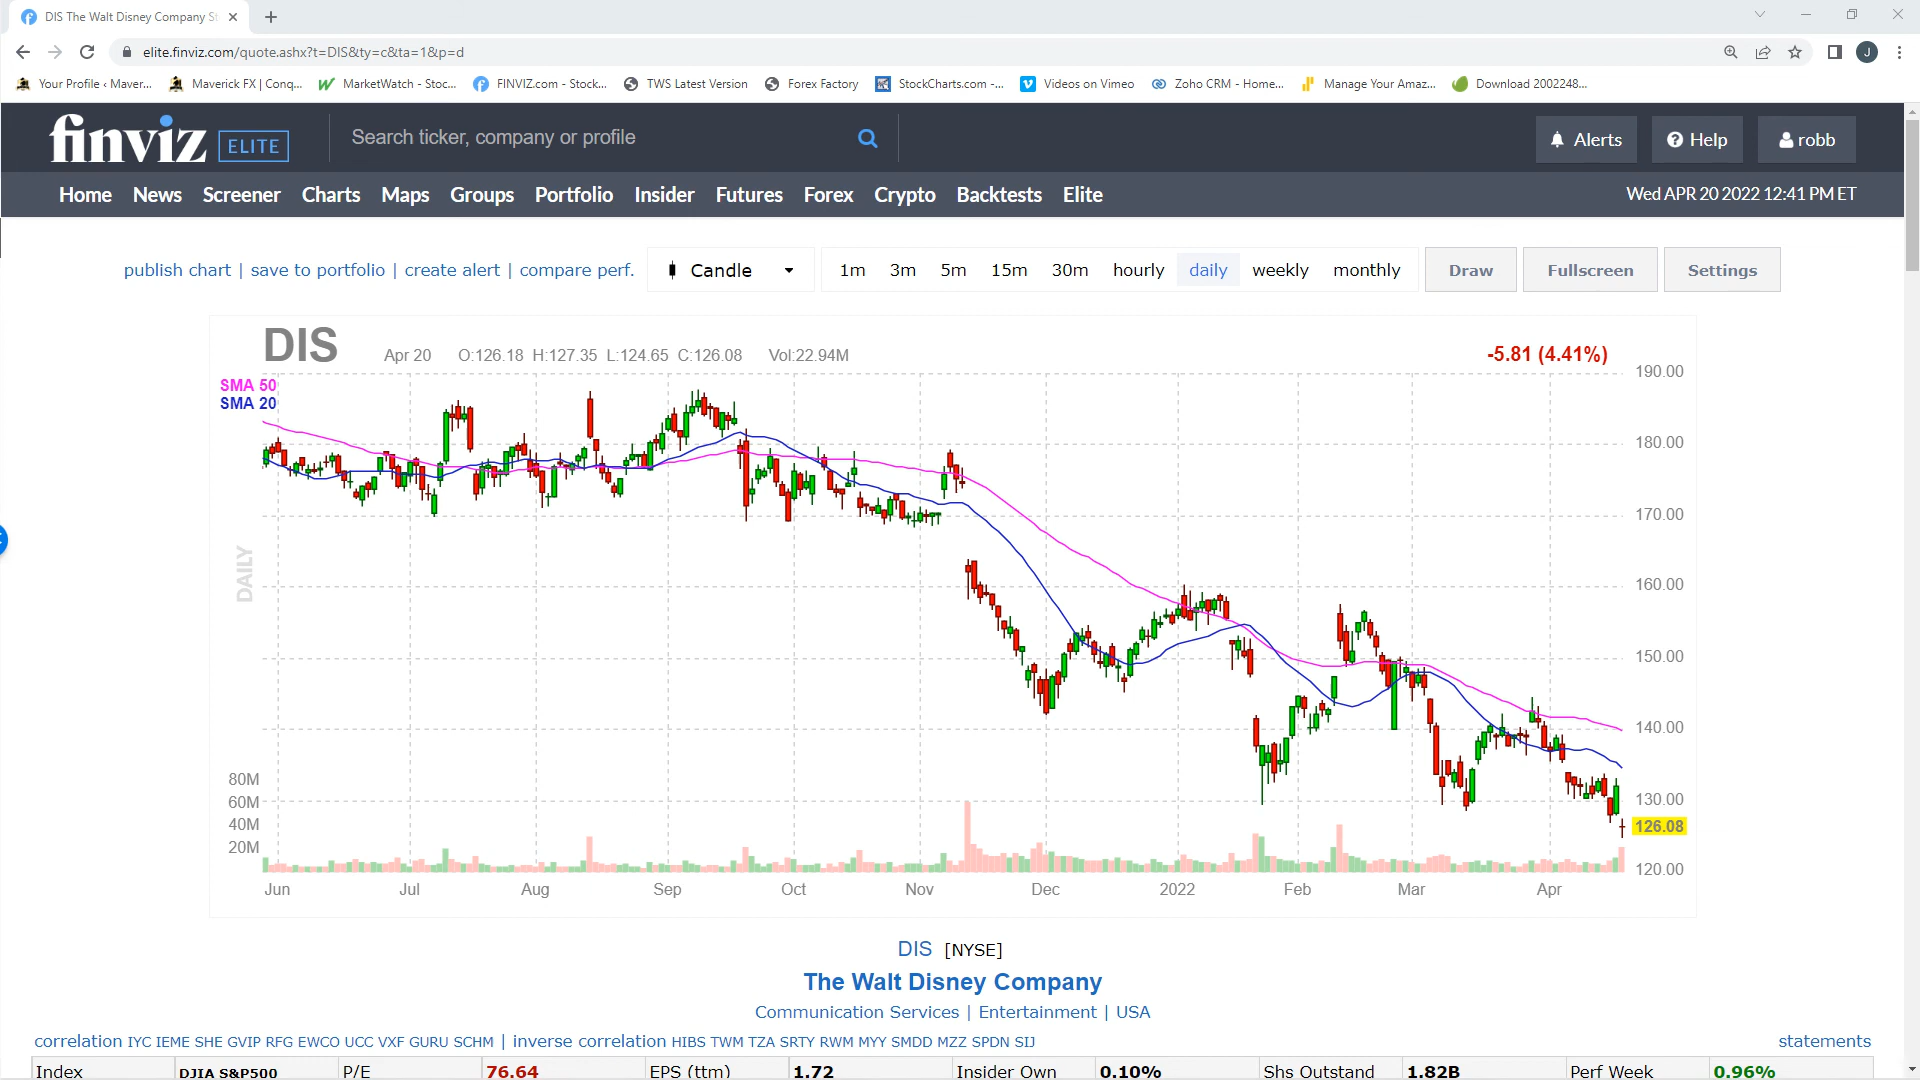 DIS The Walt Disney Company St
elite.finviz.com/quote.ashx?t=DIS&ty=c&ta=1&p=d
J
Your Profile ‹ Maver... Maverick FX | Conq... MarketWatch - Stoc... FINVIZ.com - Stock... TWS Latest Version Forex Factory StockCharts.com -... Videos on Vimeo Zoho CRM - Home... Manage Your Amaz... Download 2002248...
finviz ELITE Search ticker, company or profile Alerts Help robb
Home News Screener Charts Maps Groups Portfolio Insider Futures Forex Crypto Backtests Elite Wed APR 20 2022 12:41 PM ET
publish chart | save to portfolio | create alert | compare perf. Candle 1m 3m 5m 15m 30m hourly daily weekly monthly Draw Fullscreen Settings
DIS Apr 20 O:126.18 H:127.35 L:124.65 C:126.08 Vol:22.94M -5.81 (4.41%)
SMA 50
SMA 20
190.00
180.00
170.00
160.00
150.00
140.00
130.00
126.08
120.00
DAILY
80M
60M
40M
20M
Jun Jul Aug Sep Oct Nov Dec 2022 Feb Mar Apr
DIS [NYSE]
The Walt Disney Company
Communication Services | Entertainment | USA
correlation IYC IEME SHE GVIP RFG EWCO UCC VXF GURU SCHM | inverse correlation HIBS TWM TZA SRTY RWM MYY SMDD MZZ SPDN SIJ statements
Index DJIA S&P500 P/E 76.64 EPS (ttm) 1.72 Insider Own 0.10% Shs Outstand 1.82B Perf Week 0.96%